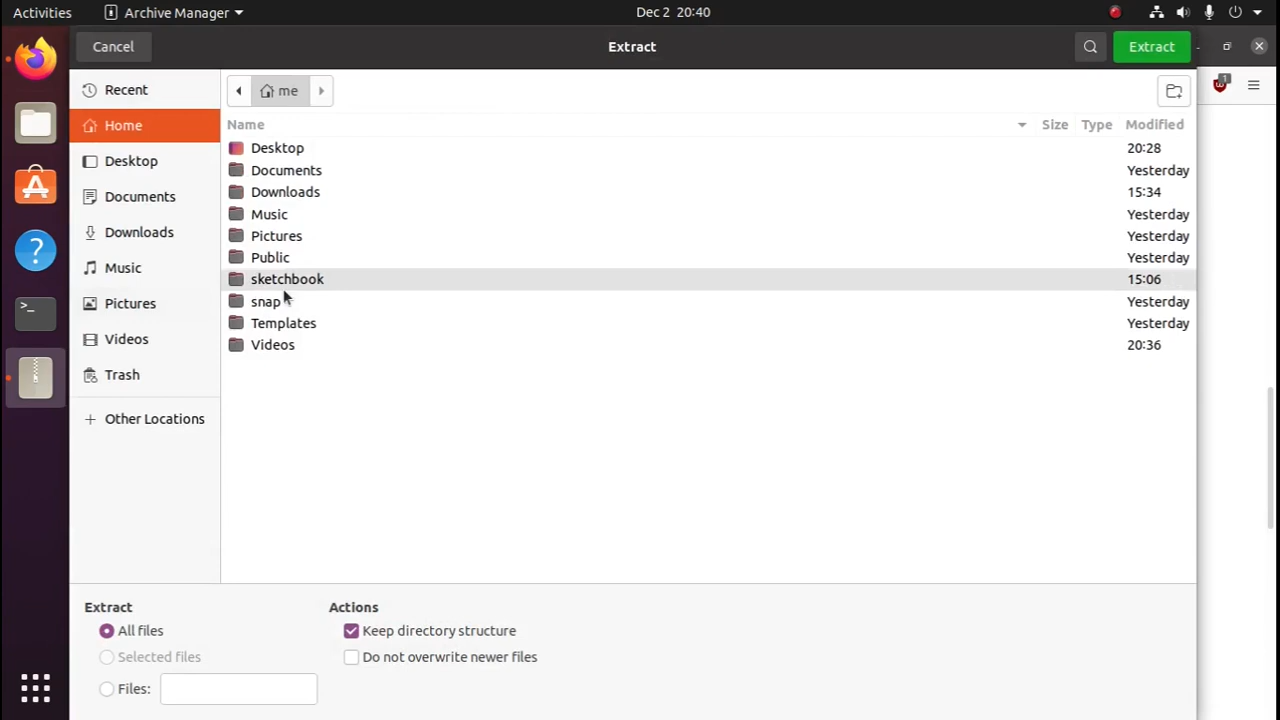 Activities Archive Manager Dec 2 20:40
Cancel Extract Extract
Recent
Home
Desktop
Documents
Downloads
Music
Pictures
Videos
Trash
Other Locations
me
Name Size Type Modified
Desktop 20:28
Documents Yesterday
Downloads 15:34
Music Yesterday
Pictures Yesterday
Public Yesterday
sketchbook 15:06
snap Yesterday
Templates Yesterday
Videos 20:36
Extract
All files
Selected files
Files:
Actions
Keep directory structure
Do not overwrite newer files
1